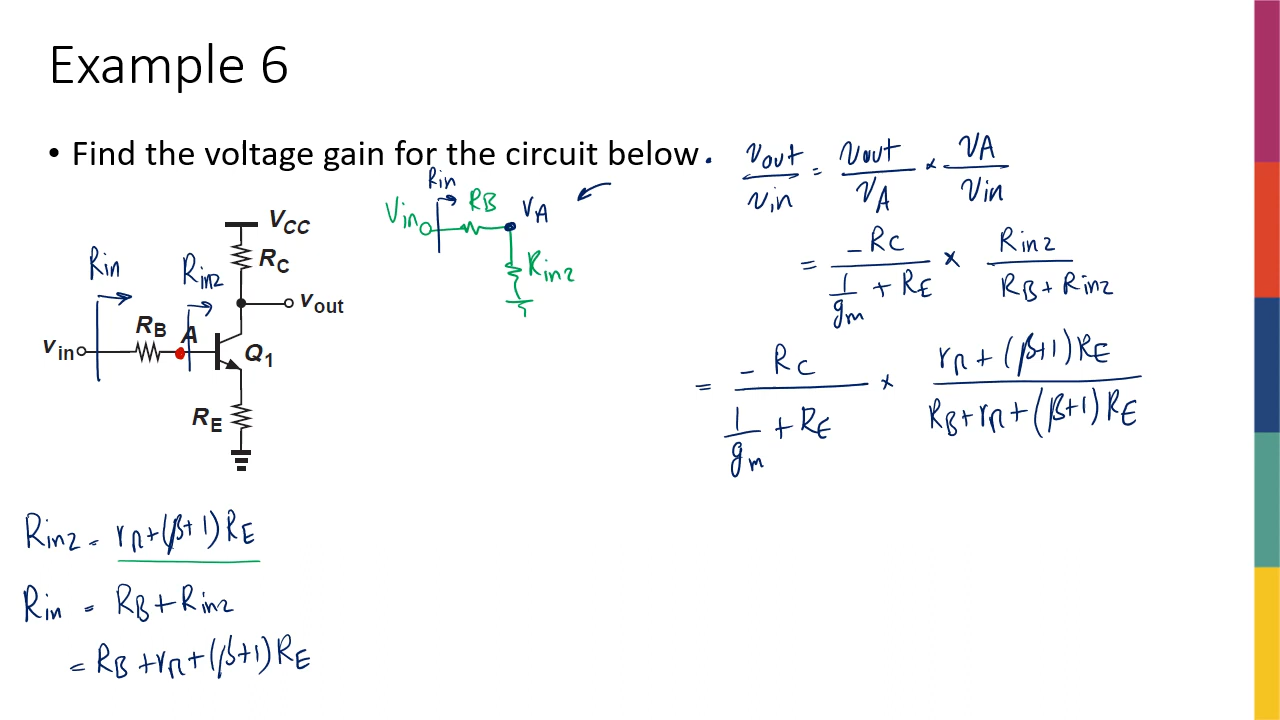 Example 6
• Find the voltage gain for the circuit below.
vout/vin = vout/vA × vA/vin
= -RC/(1/gm + RE) × Rin2/(RB + Rin2)
= -RC/(1/gm + RE) × (rπ + (β+1)RE)/(RB + rπ + (β+1)RE)
Rin
RB
VA
Vin
Rin2
VCC
RC
Rin
Rin2
Vout
RB
A
Vin
Q1
RE
Rin2 = rπ + (β+1)RE
Rin = RB + Rin2
= RB + rπ + (β+1)RE